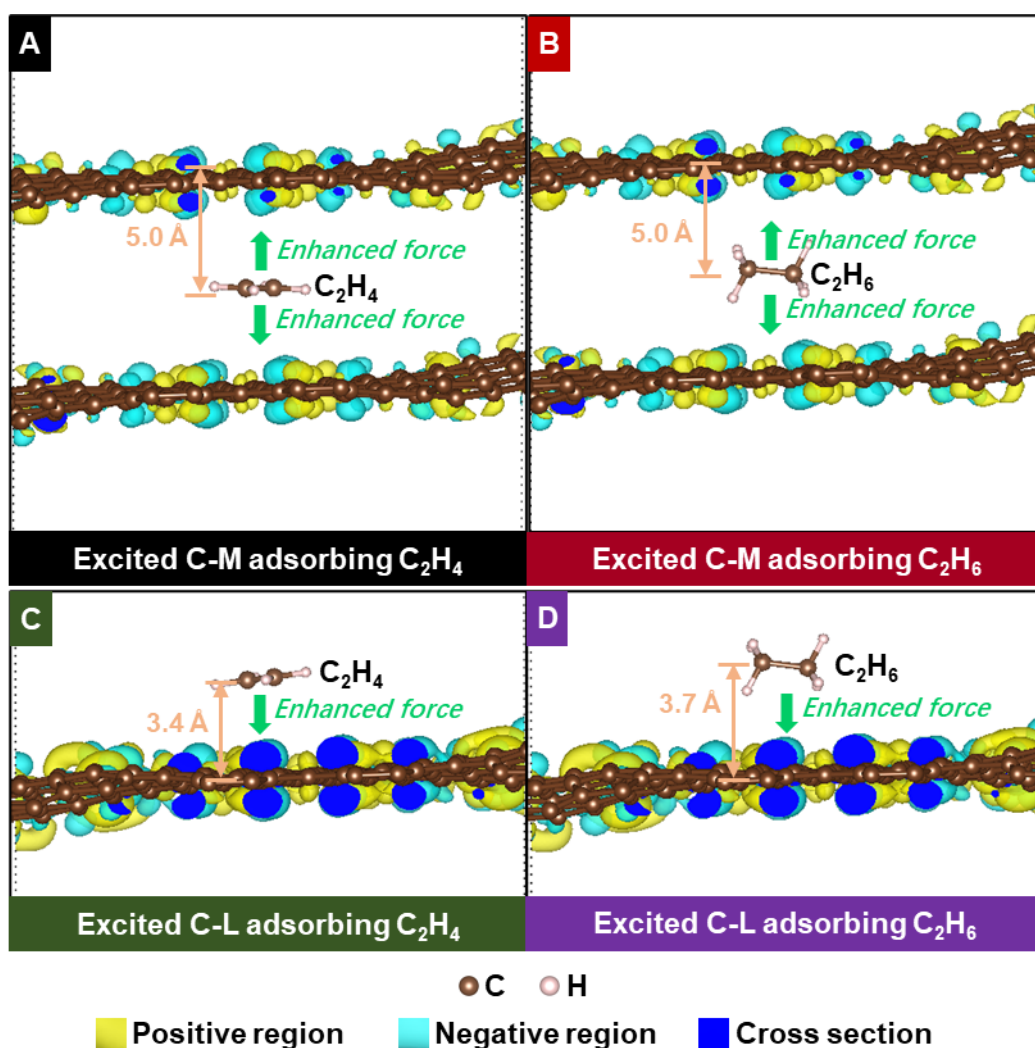 A
5.0 Å
Enhanced force
C₂H₄
Enhanced force
Excited C-M adsorbing C₂H₄
B
5.0 Å
Enhanced force
C₂H₆
Enhanced force
Excited C-M adsorbing C₂H₆
C
C₂H₄
3.4 Å
Enhanced force
Excited C-L adsorbing C₂H₄
D
C₂H₆
3.7 Å
Enhanced force
Excited C-L adsorbing C₂H₆
C H
Positive region Negative region Cross section